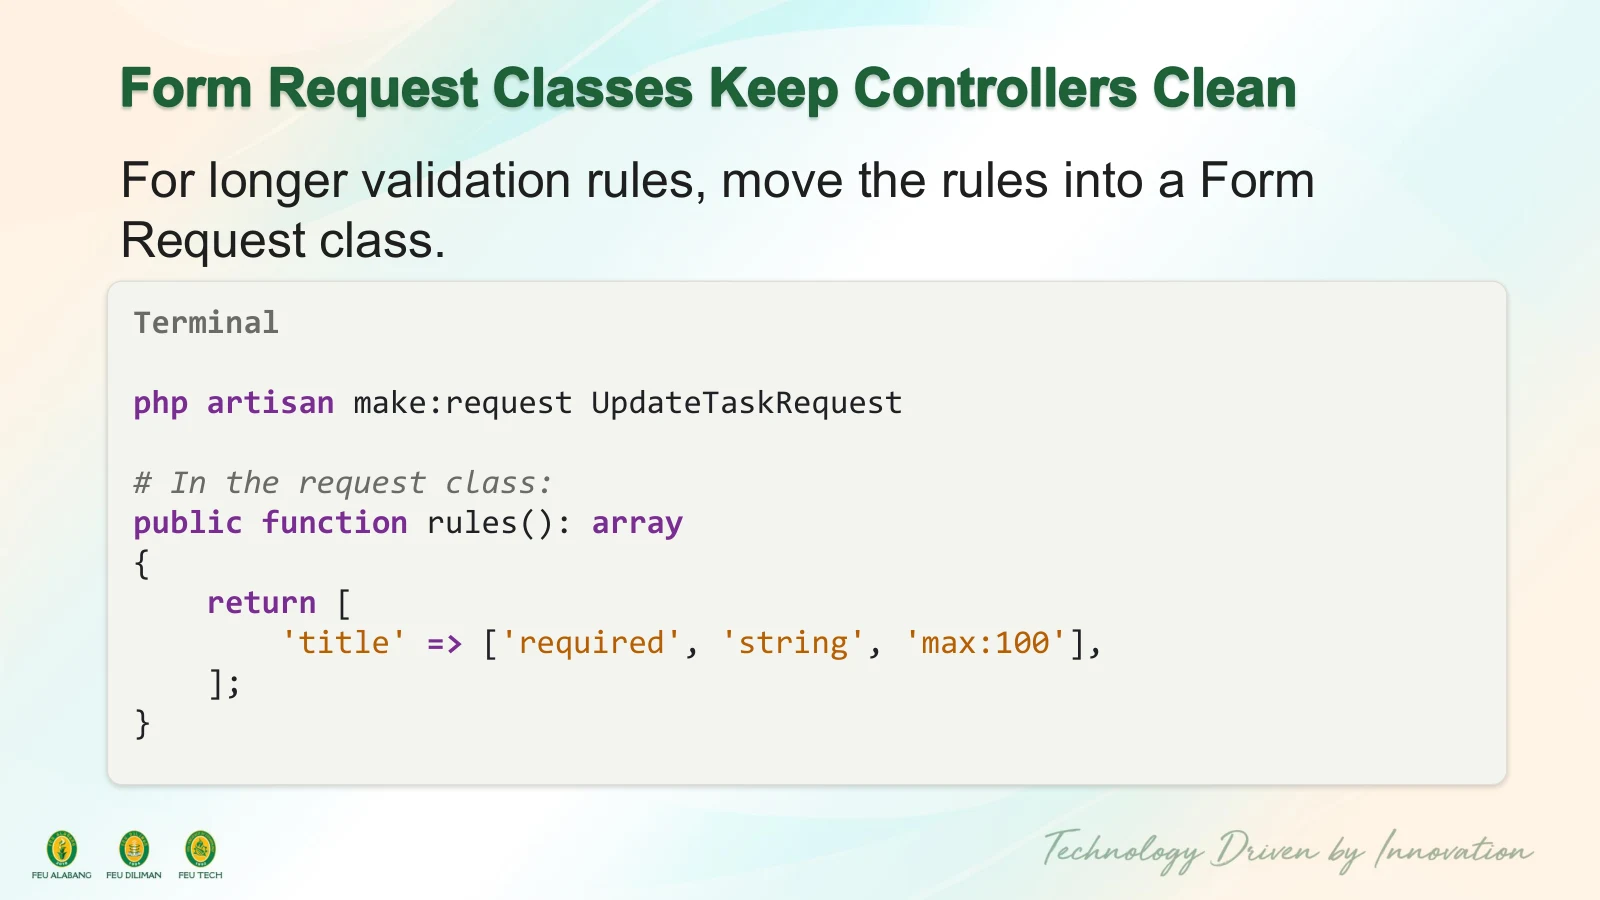 Form Request Classes Keep Controllers Clean
For longer validation rules, move the rules into a Form
Request class.
Terminal
php artisan make:request UpdateTaskRequest
# In the request class:
public function rules(): array
{
    return [
        'title' => ['required', 'string', 'max:100'],
    ];
}
FEU ALABANG FEU DILIMAN FEU TECH
Technology Driven by Innovation